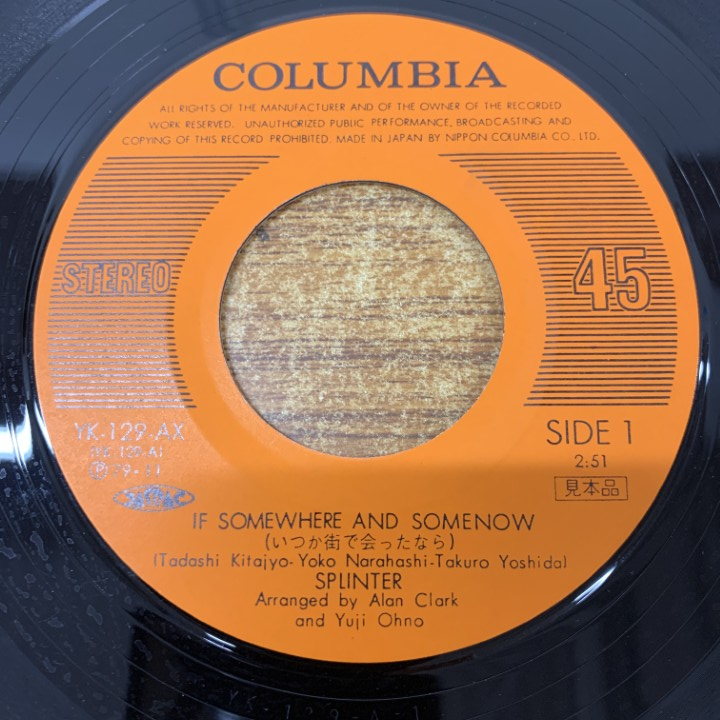 COLUMBIA
ALL RIGHTS OF THE MANUFACTURER AND OF THE OWNER OF THE RECORDED
WORK RESERVED. UNAUTHORIZED PUBLIC PERFORMANCE, BROADCASTING AND
COPYING OF THIS RECORD PROHIBITED. MADE IN JAPAN BY NIPPON COLUMBIA CO. LTD.
STEREO
45
YK-129-AX
SIDE 1
2:51
見本品
IF SOMEWHERE AND SOMENOW
(いつか街で会ったなら)
(Tadashi Kitajyo-Yoko Narahashi-Takuro Yoshida)
SPLINTER
Arranged by Alan Clark
and Yuji Ohno